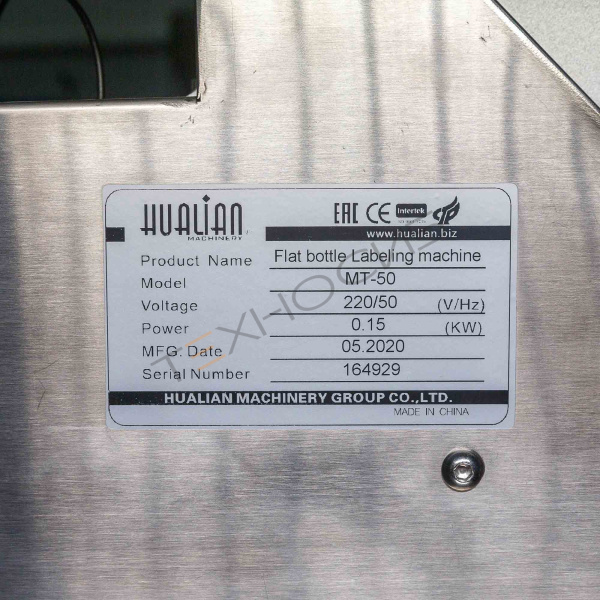 HUALIAN
MACHINERY
EAC CE Intertek
www.hualian.biz
Product Name Flat bottle Labeling machine
Model MT-50
Voltage 220/50 (V/Hz)
Power 0.15 (KW)
MFG. Date 05.2020
Serial Number 164929
HUALIAN MACHINERY GROUP CO.,LTD.
MADE IN CHINA
ТЕХНОСИБ